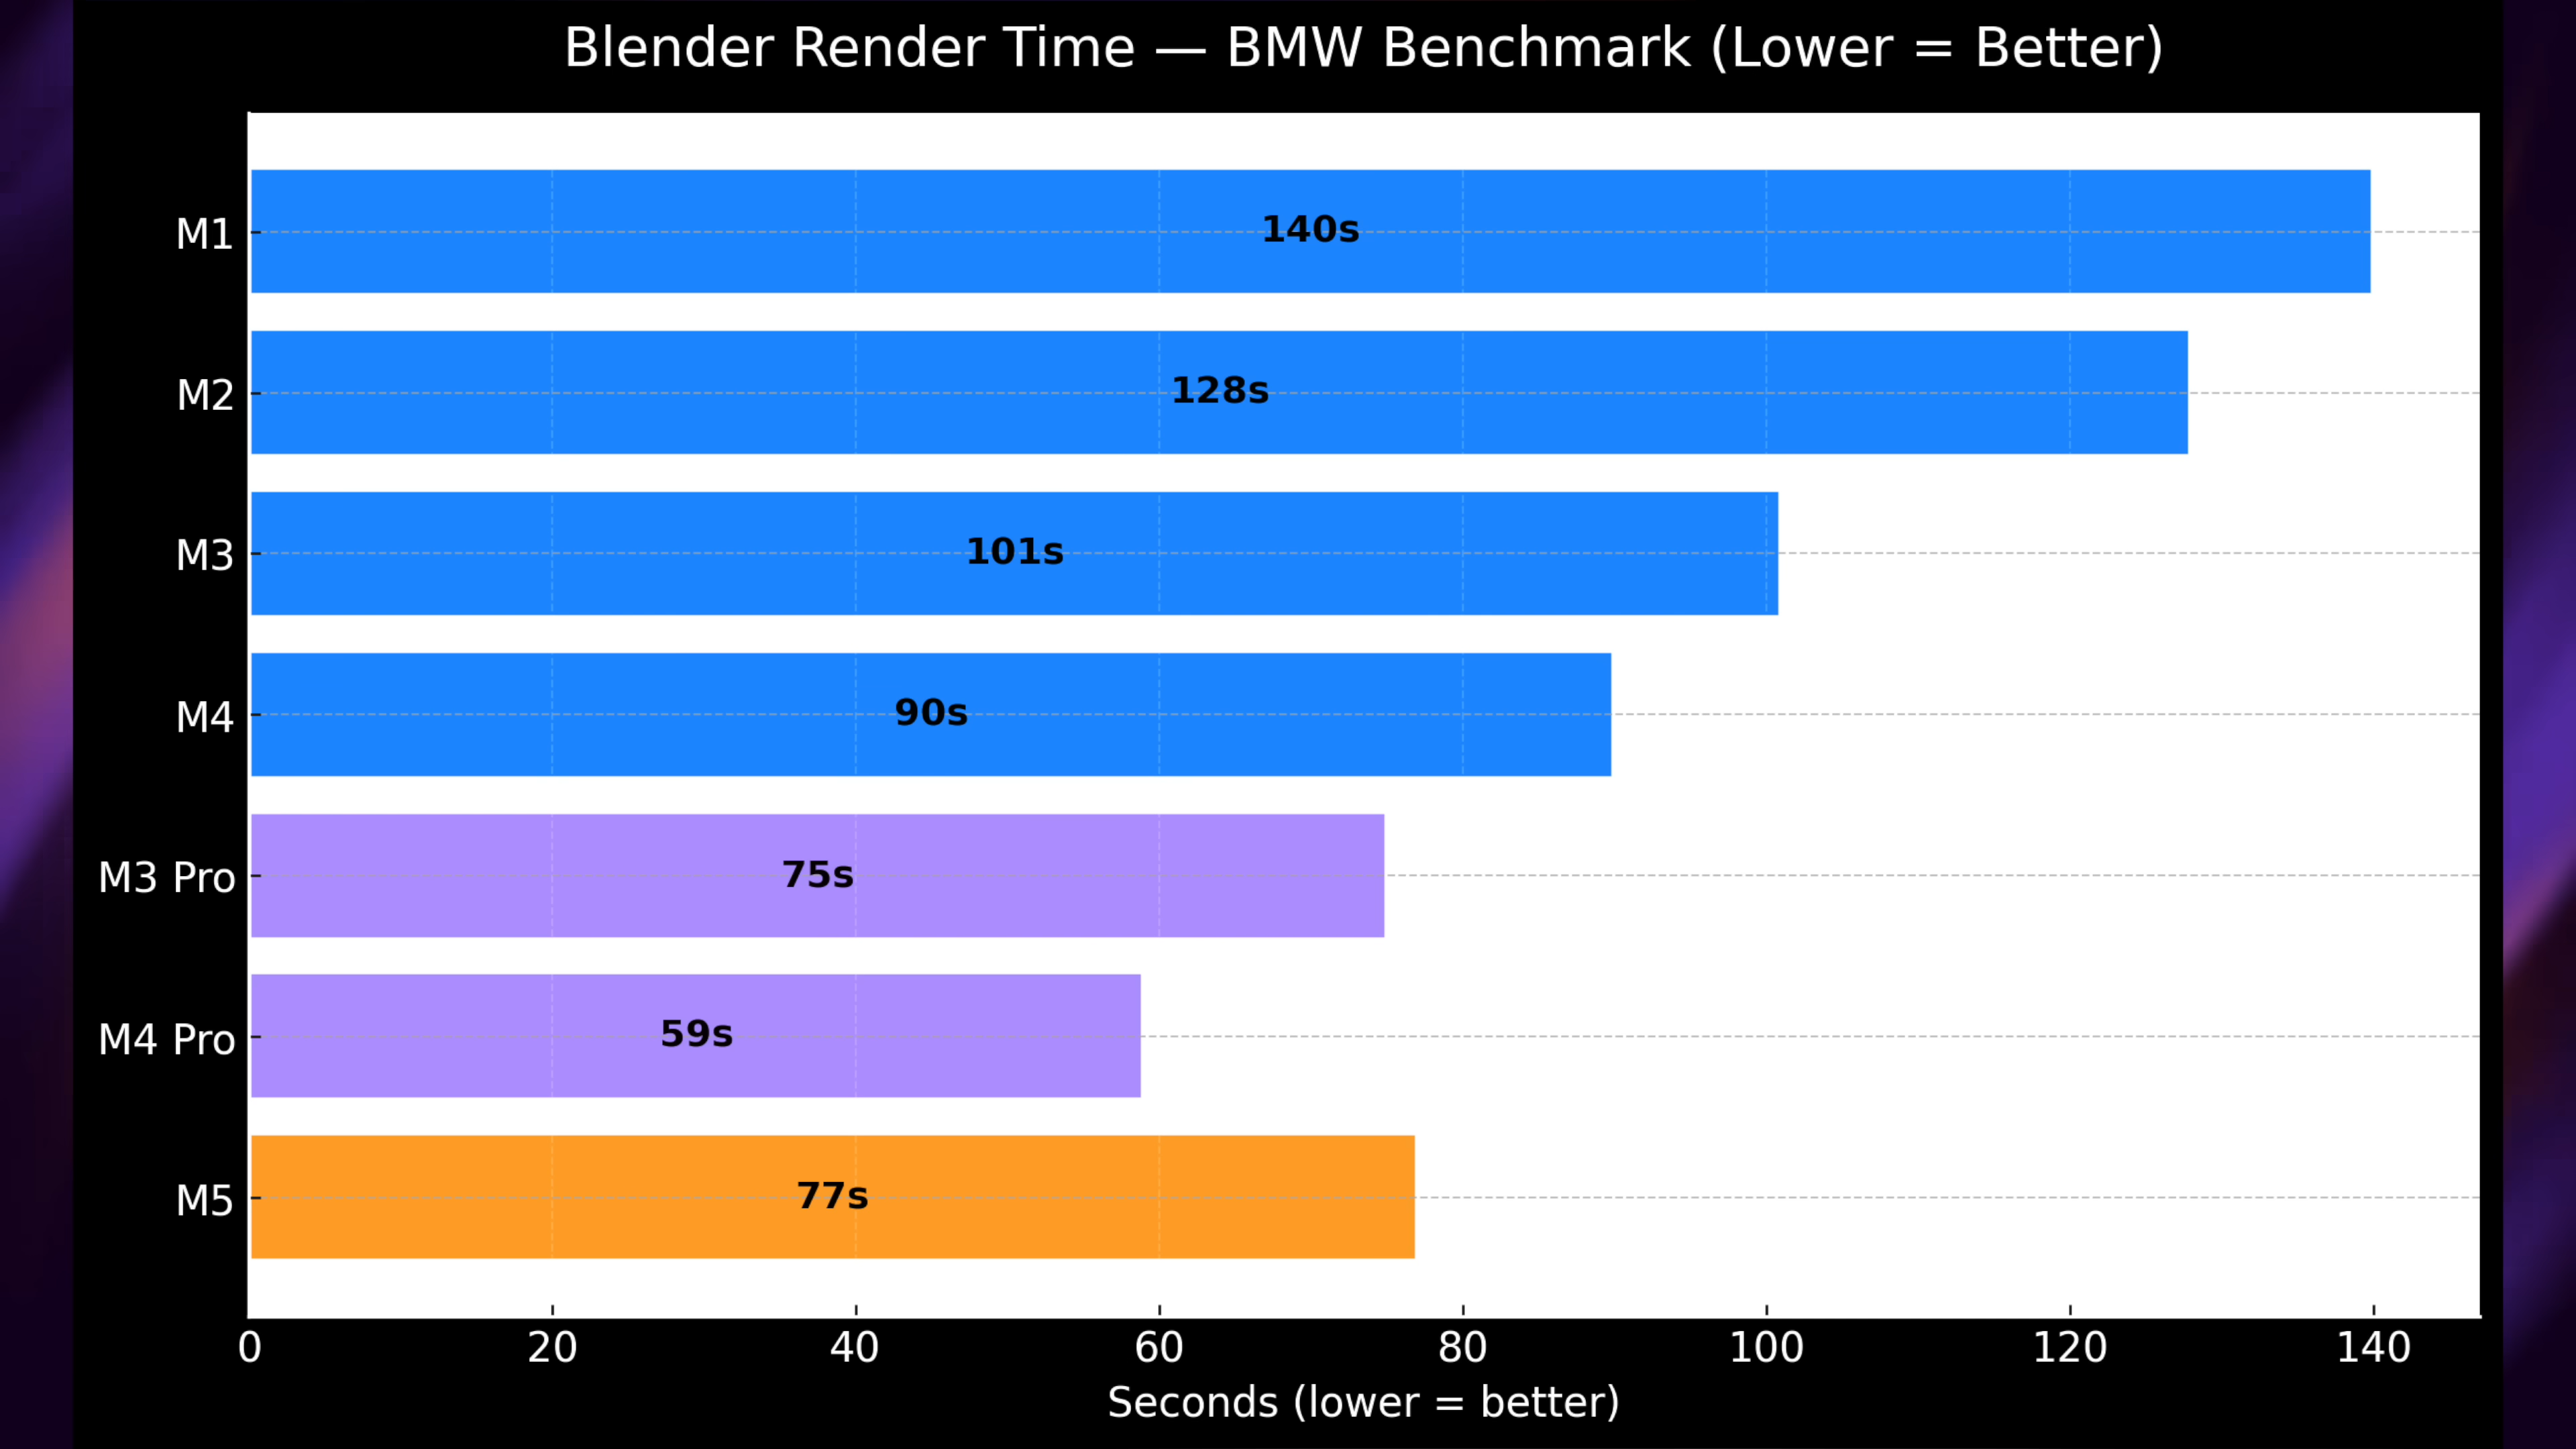 Blender Render Time — BMW Benchmark (Lower = Better)
M1
140s
M2
128s
M3
101s
M4
90s
M3 Pro
75s
M4 Pro
59s
M5
77s
0 20 40 60 80 100 120 140
Seconds (lower = better)